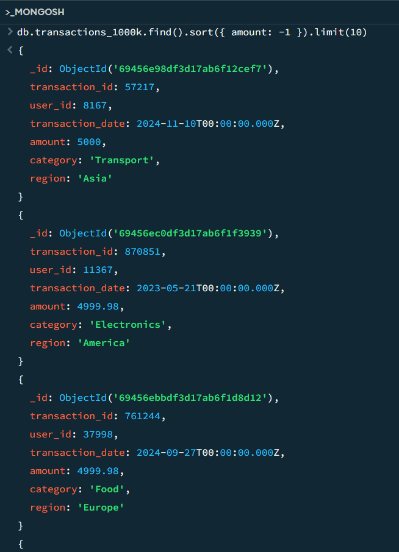 >_MONGOSH
> db.transactions_1000k.find().sort({ amount: -1 }).limit(10)
< {
_id: ObjectId('69456e98df3d17ab6f12cef7'),
transaction_id: 57217,
user_id: 8167,
transaction_date: 2024-11-10T00:00:00.000Z,
amount: 5000,
category: 'Transport',
region: 'Asia'
}
{
_id: ObjectId('69456ec0df3d17ab6f1f3939'),
transaction_id: 870851,
user_id: 11367,
transaction_date: 2023-05-21T00:00:00.000Z,
amount: 4999.98,
category: 'Electronics',
region: 'America'
}
{
_id: ObjectId('69456ebbdf3d17ab6f1d8d12'),
transaction_id: 761244,
user_id: 37998,
transaction_date: 2024-09-27T00:00:00.000Z,
amount: 4999.98,
category: 'Food',
region: 'Europe'
}
{